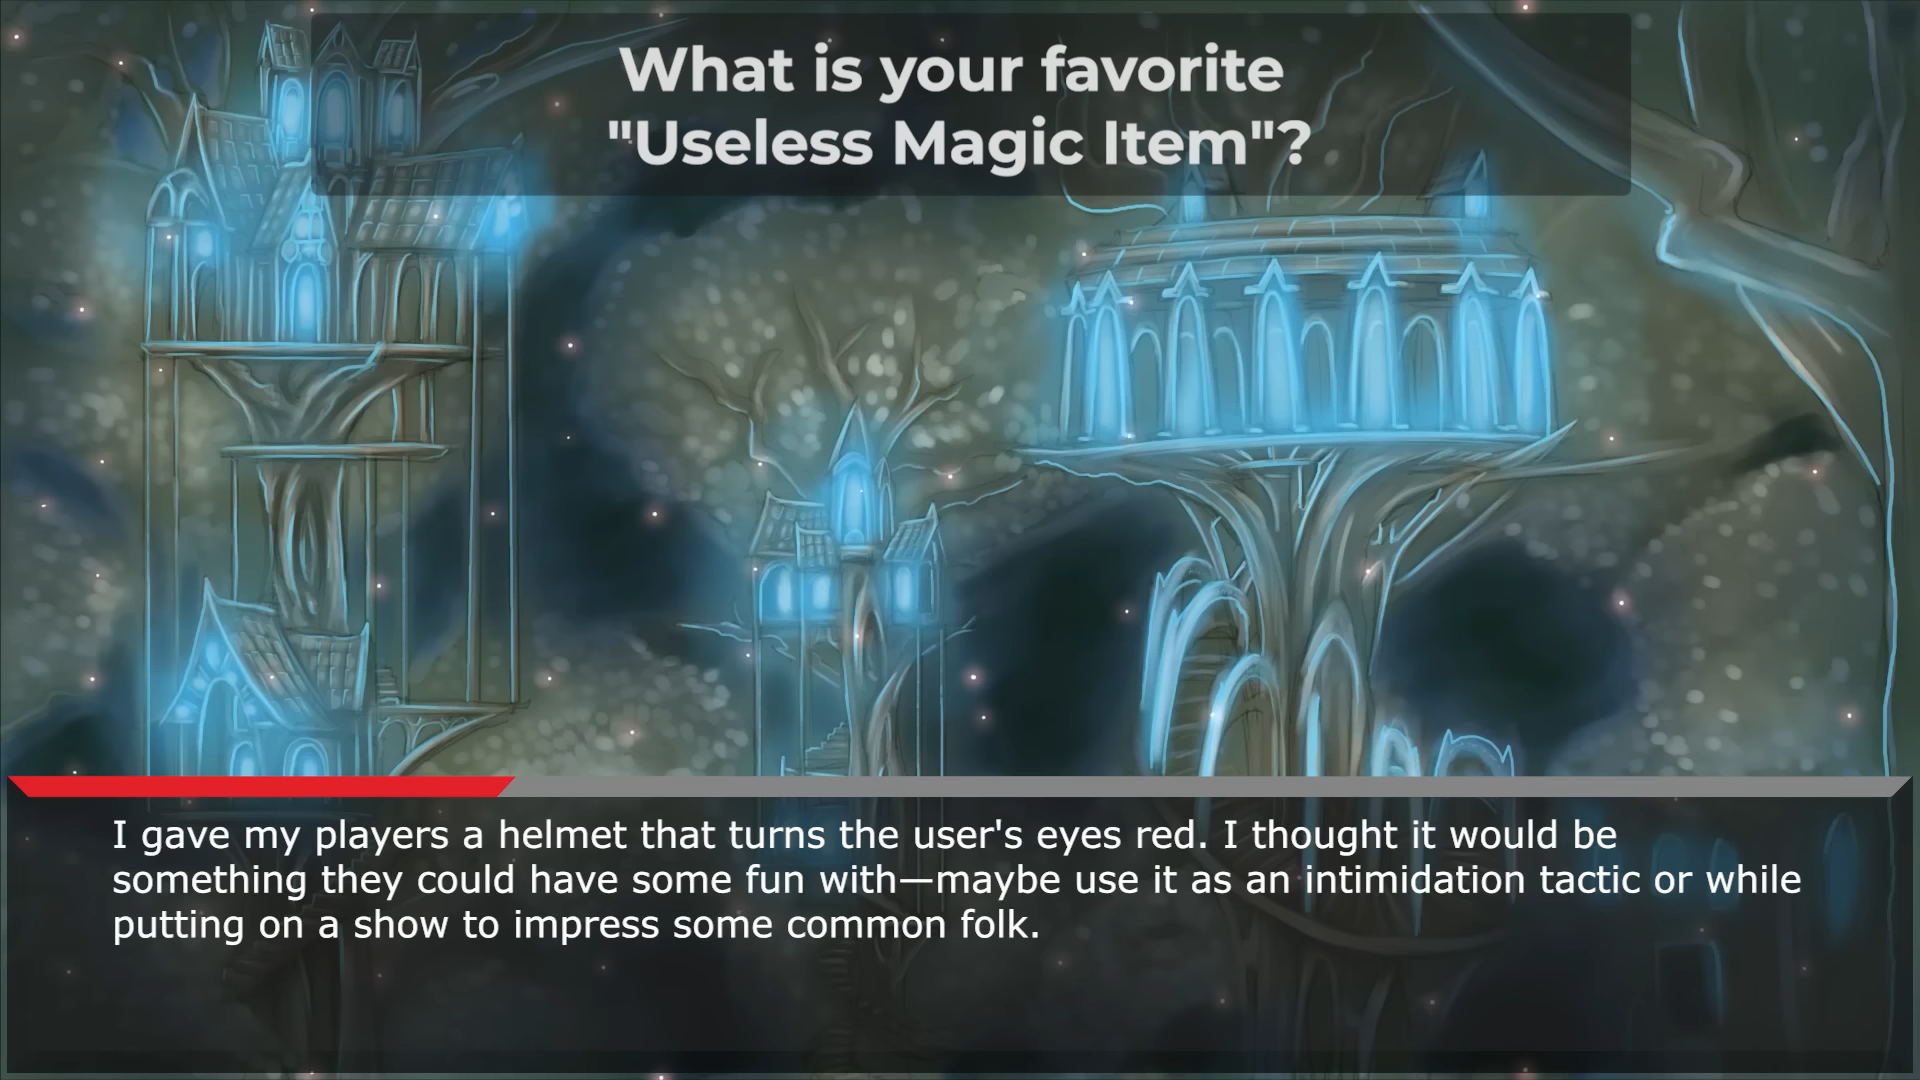 What is your favorite
"Useless Magic Item"?
I gave my players a helmet that turns the user's eyes red. I thought it would be
something they could have some fun with—maybe use it as an intimidation tactic or while
putting on a show to impress some common folk.